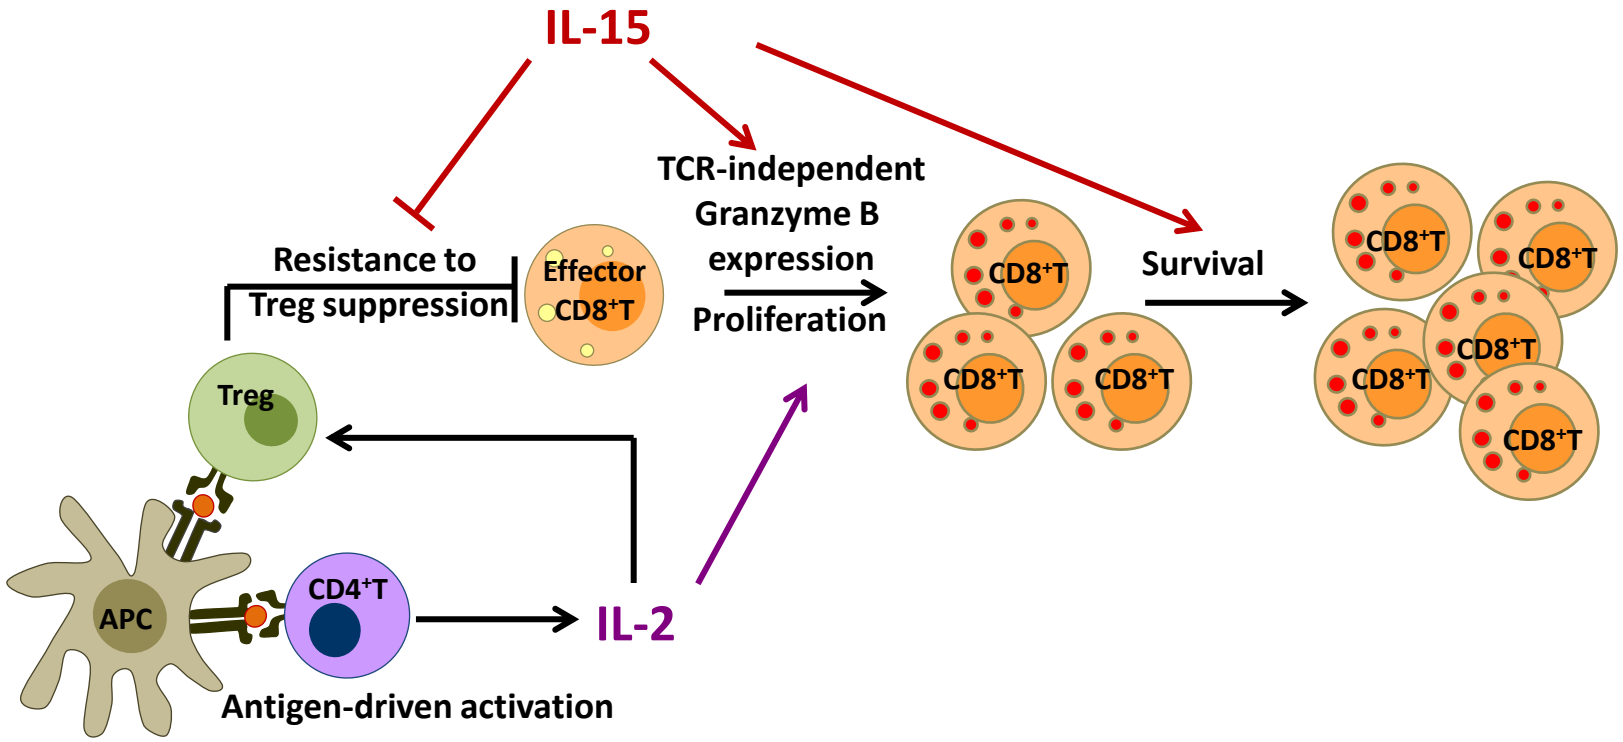 IL-15
TCR-independent
Granzyme B
expression
Proliferation
Resistance to
Treg suppression
Effector
CD8⁺T
Survival
CD8⁺T
CD8⁺T
CD8⁺T
CD8⁺T
CD8⁺T
CD8⁺T
CD8⁺T
CD8⁺T
Treg
APC
CD4⁺T
IL-2
Antigen-driven activation